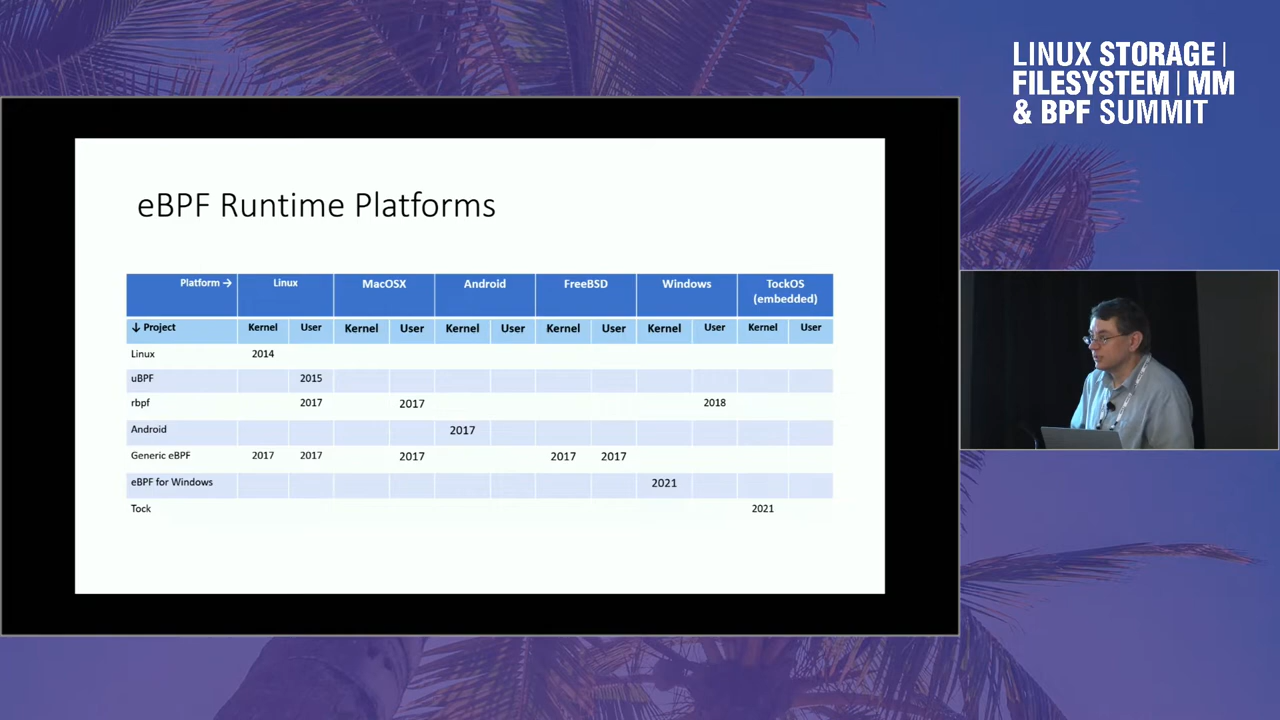 LINUX STORAGE |
FILESYSTEM | MM
& BPF SUMMIT
eBPF Runtime Platforms
Platform → Linux MacOSX Android FreeBSD Windows TockOS (embedded)
↓ Project Kernel User Kernel User Kernel User Kernel User Kernel User Kernel User
Linux 2014
uBPF 2015
rbpf 2017 2017 2018
Android 2017
Generic eBPF 2017 2017 2017 2017 2017
eBPF for Windows 2021
Tock 2021